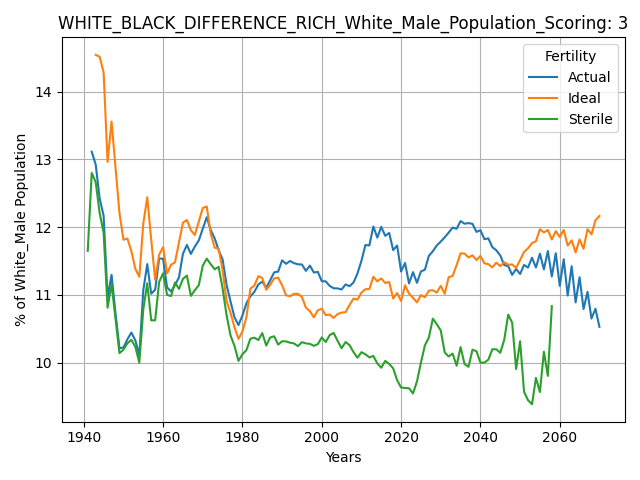 WHITE_BLACK_DIFFERENCE_RICH_White_Male_Population_Scoring: 3
Fertility
Actual
Ideal
Sterile
% of White_Male Population
14
13
12
11
10
1940 1960 1980 2000 2020 2040 2060
Years